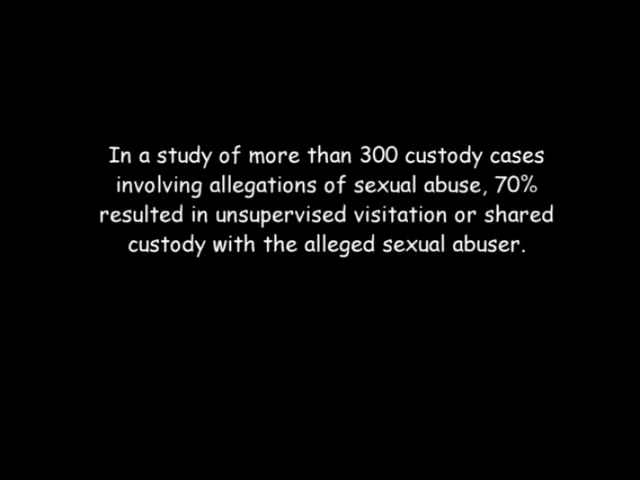 In a study of more than 300 custody cases
involving allegations of sexual abuse, 70%
resulted in unsupervised visitation or shared
custody with the alleged sexual abuser.